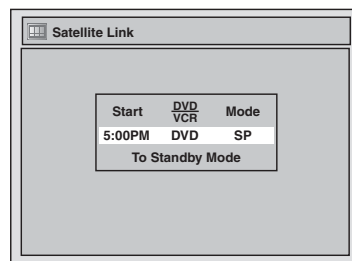 Satellite Link
Start DVD VCR Mode
5:00PM DVD SP
To Standby Mode